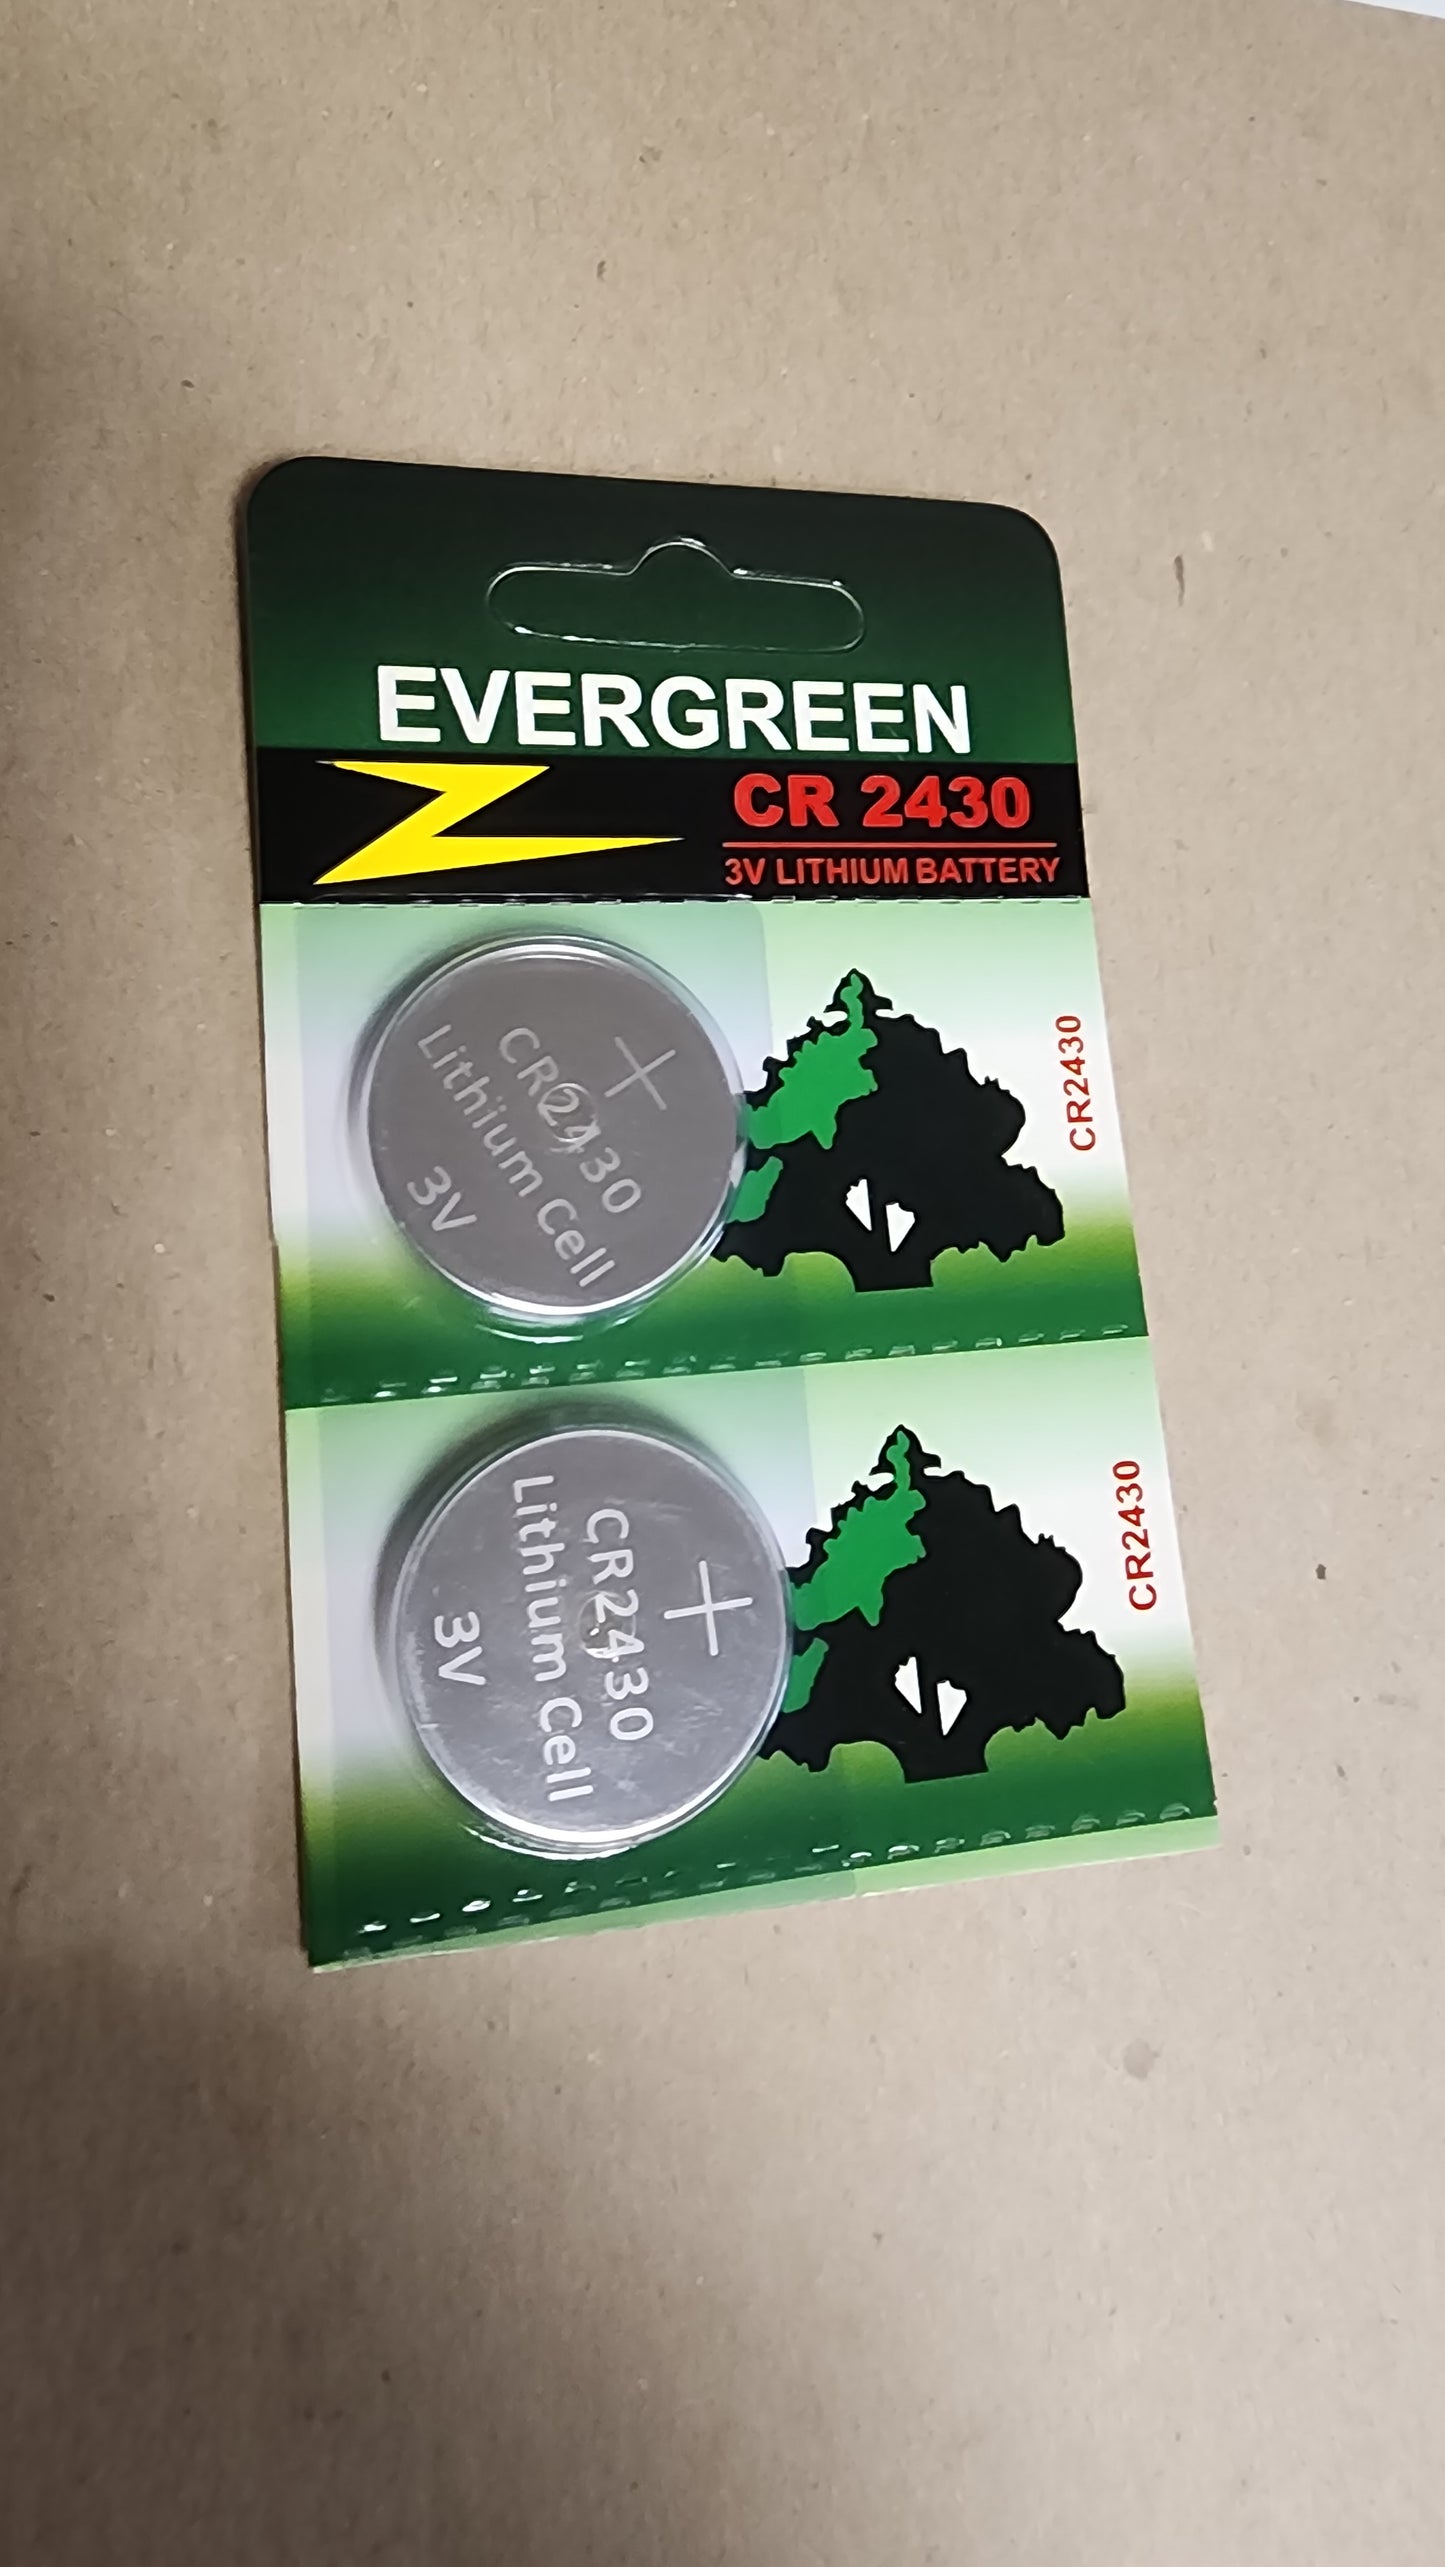 EVERGREEN
CR 2430
3V LITHIUM BATTERY
+
CR2430
Lithium Cell
3V
CR2430
+
CR2430
Lithium Cell
3V
CR2430